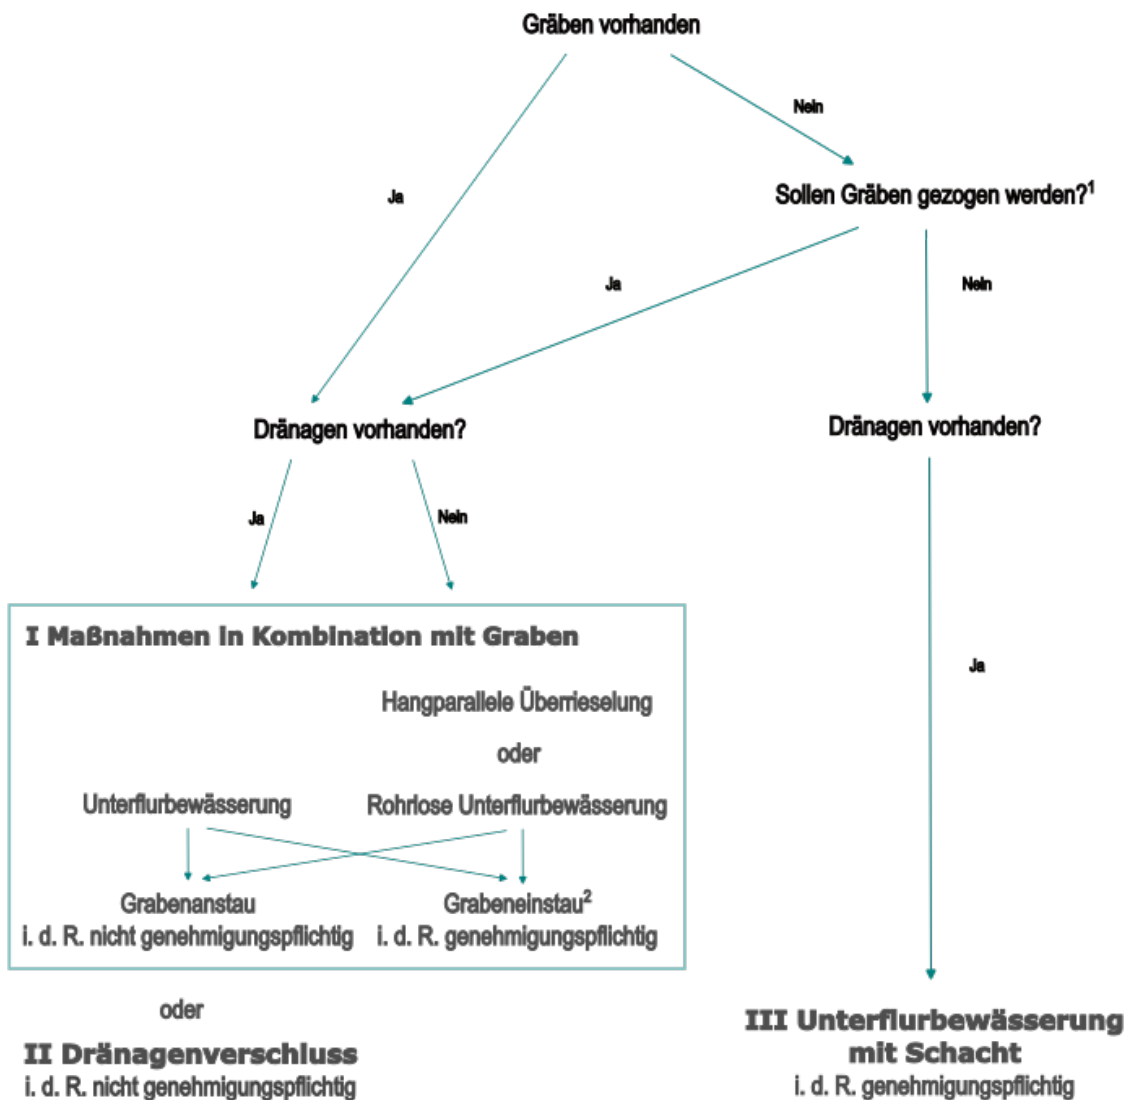 Gräben vorhanden
Nein
Ja
Sollen Gräben gezogen werden?¹
Ja
Nein
Dränagen vorhanden?
Dränagen vorhanden?
Ja
Nein
I Maßnahmen in Kombination mit Graben
Ja
Hangparallele Überrieselung
oder
Unterflurbewässerung
Rohrlose Unterflurbewässerung
Grabenanstau
i. d. R. nicht genehmigungspflichtig
Grabeneinstau²
i. d. R. genehmigungspflichtig
oder
II Dränagenverschluss
i. d. R. nicht genehmigungspflichtig
III Unterflurbewässerung
mit Schacht
i. d. R. genehmigungspflichtig